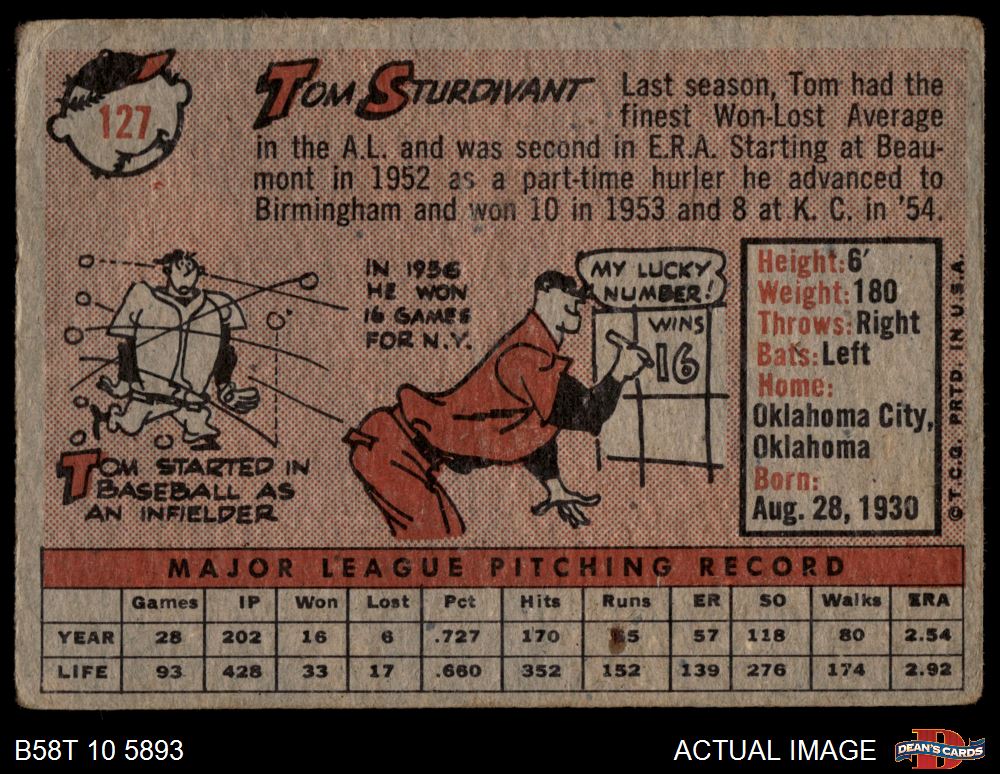 127
TOM STURDIVANT
Last season, Tom had the
finest Won-Lost Average
in the A.L. and was second in E.R.A. Starting at Beau-
mont in 1952 as a part-time hurler he advanced to
Birmingham and won 10 in 1953 and 8 at K. C. in '54.
IN 1956
HE WON
16 GAMES
FOR N.Y.
MY LUCKY
NUMBER!
WINS
16
TOM STARTED IN
BASEBALL AS
AN INFIELDER
Height: 6'
Weight: 180
Throws: Right
Bats: Left
Home:
Oklahoma City,
Oklahoma
Born:
Aug. 28, 1930
© T.C.G. PRTD. IN U.S.A.
MAJOR LEAGUE PITCHING RECORD
Games IP Won Lost Pct Hits Runs ER SO Walks ERA
YEAR 28 202 16 6 .727 170 57 118 80 2.54
LIFE 93 428 33 17 .660 352 152 139 276 174 2.92
B58T 10 5893
ACTUAL IMAGE
D
DEAN'S CARDS